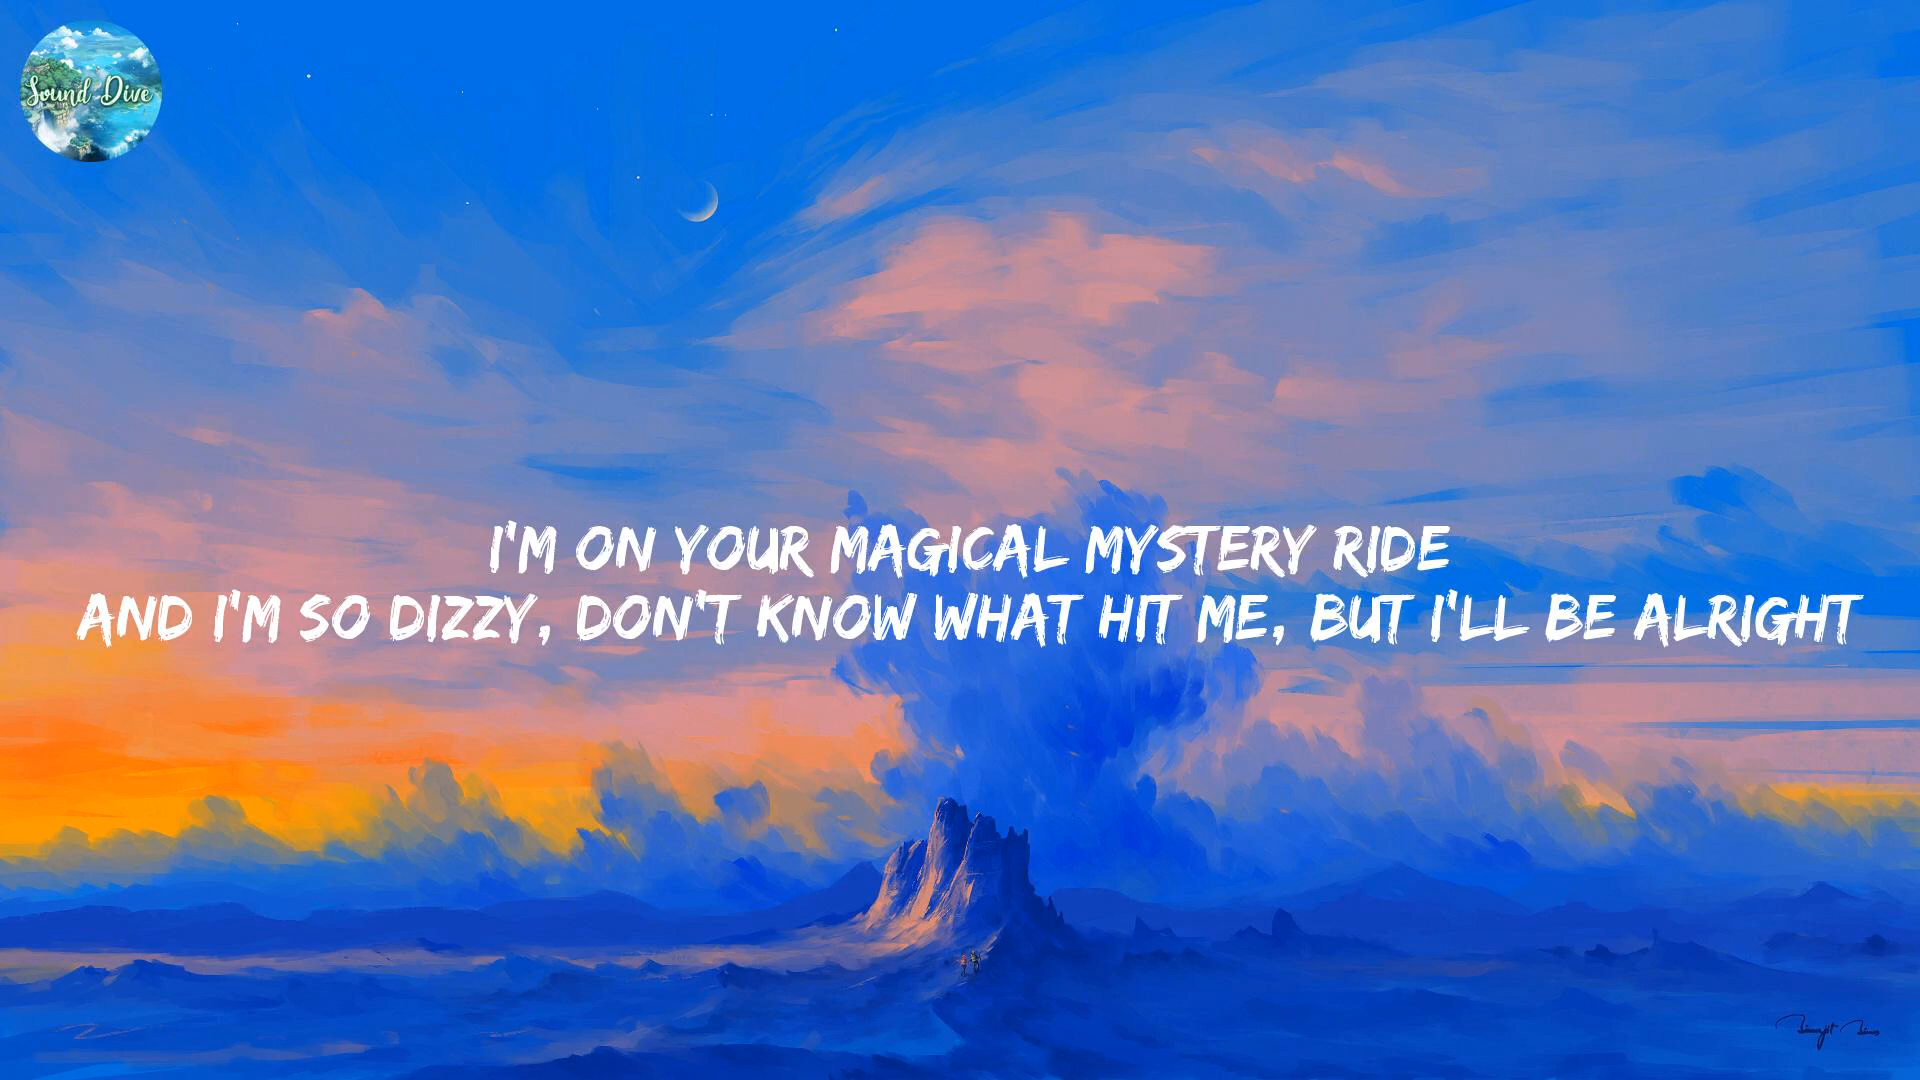 Sound Dive
I'M ON YOUR MAGICAL MYSTERY RIDE
AND I'M SO DIZZY, DON'T KNOW WHAT HIT ME, BUT I'LL BE ALRIGHT